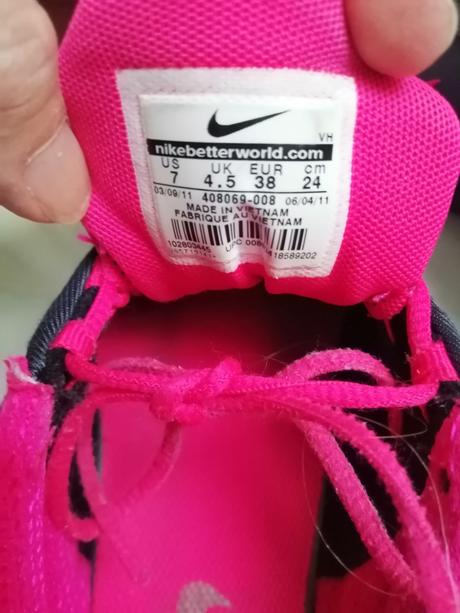 VH
nikebetterworld.com
US UK EUR cm
7 4.5 38 24
03/09/11 408069-008 06/04/11
MADE IN VIETNAM
FABRIQUE AU VIETNAM